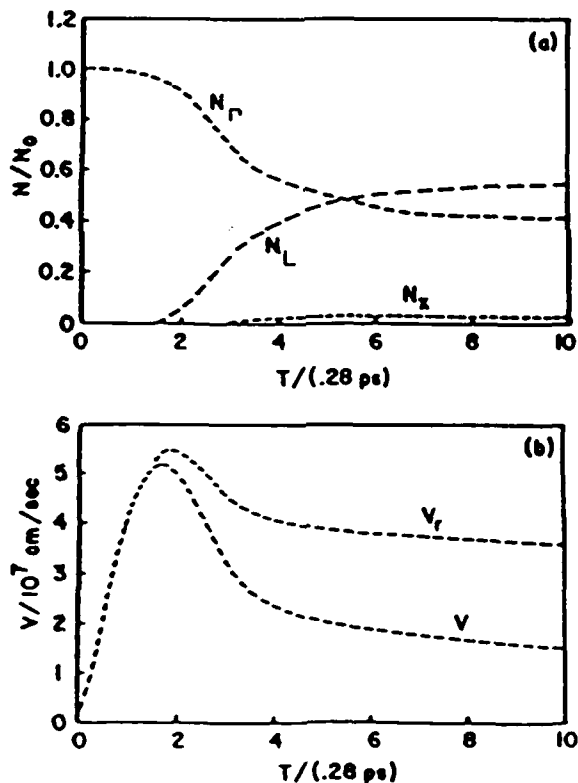 (a)
1.2
1.0
0.8
0.6
0.4
0.2
0
N/N₀
N_Γ
N_L
N_x
0 2 4 6 8 10
T/(.28 ps)
(b)
6
5
4
3
2
1
0
V/10⁷ cm/sec
V_r
V
0 2 4 6 8 10
T/(.28 ps)